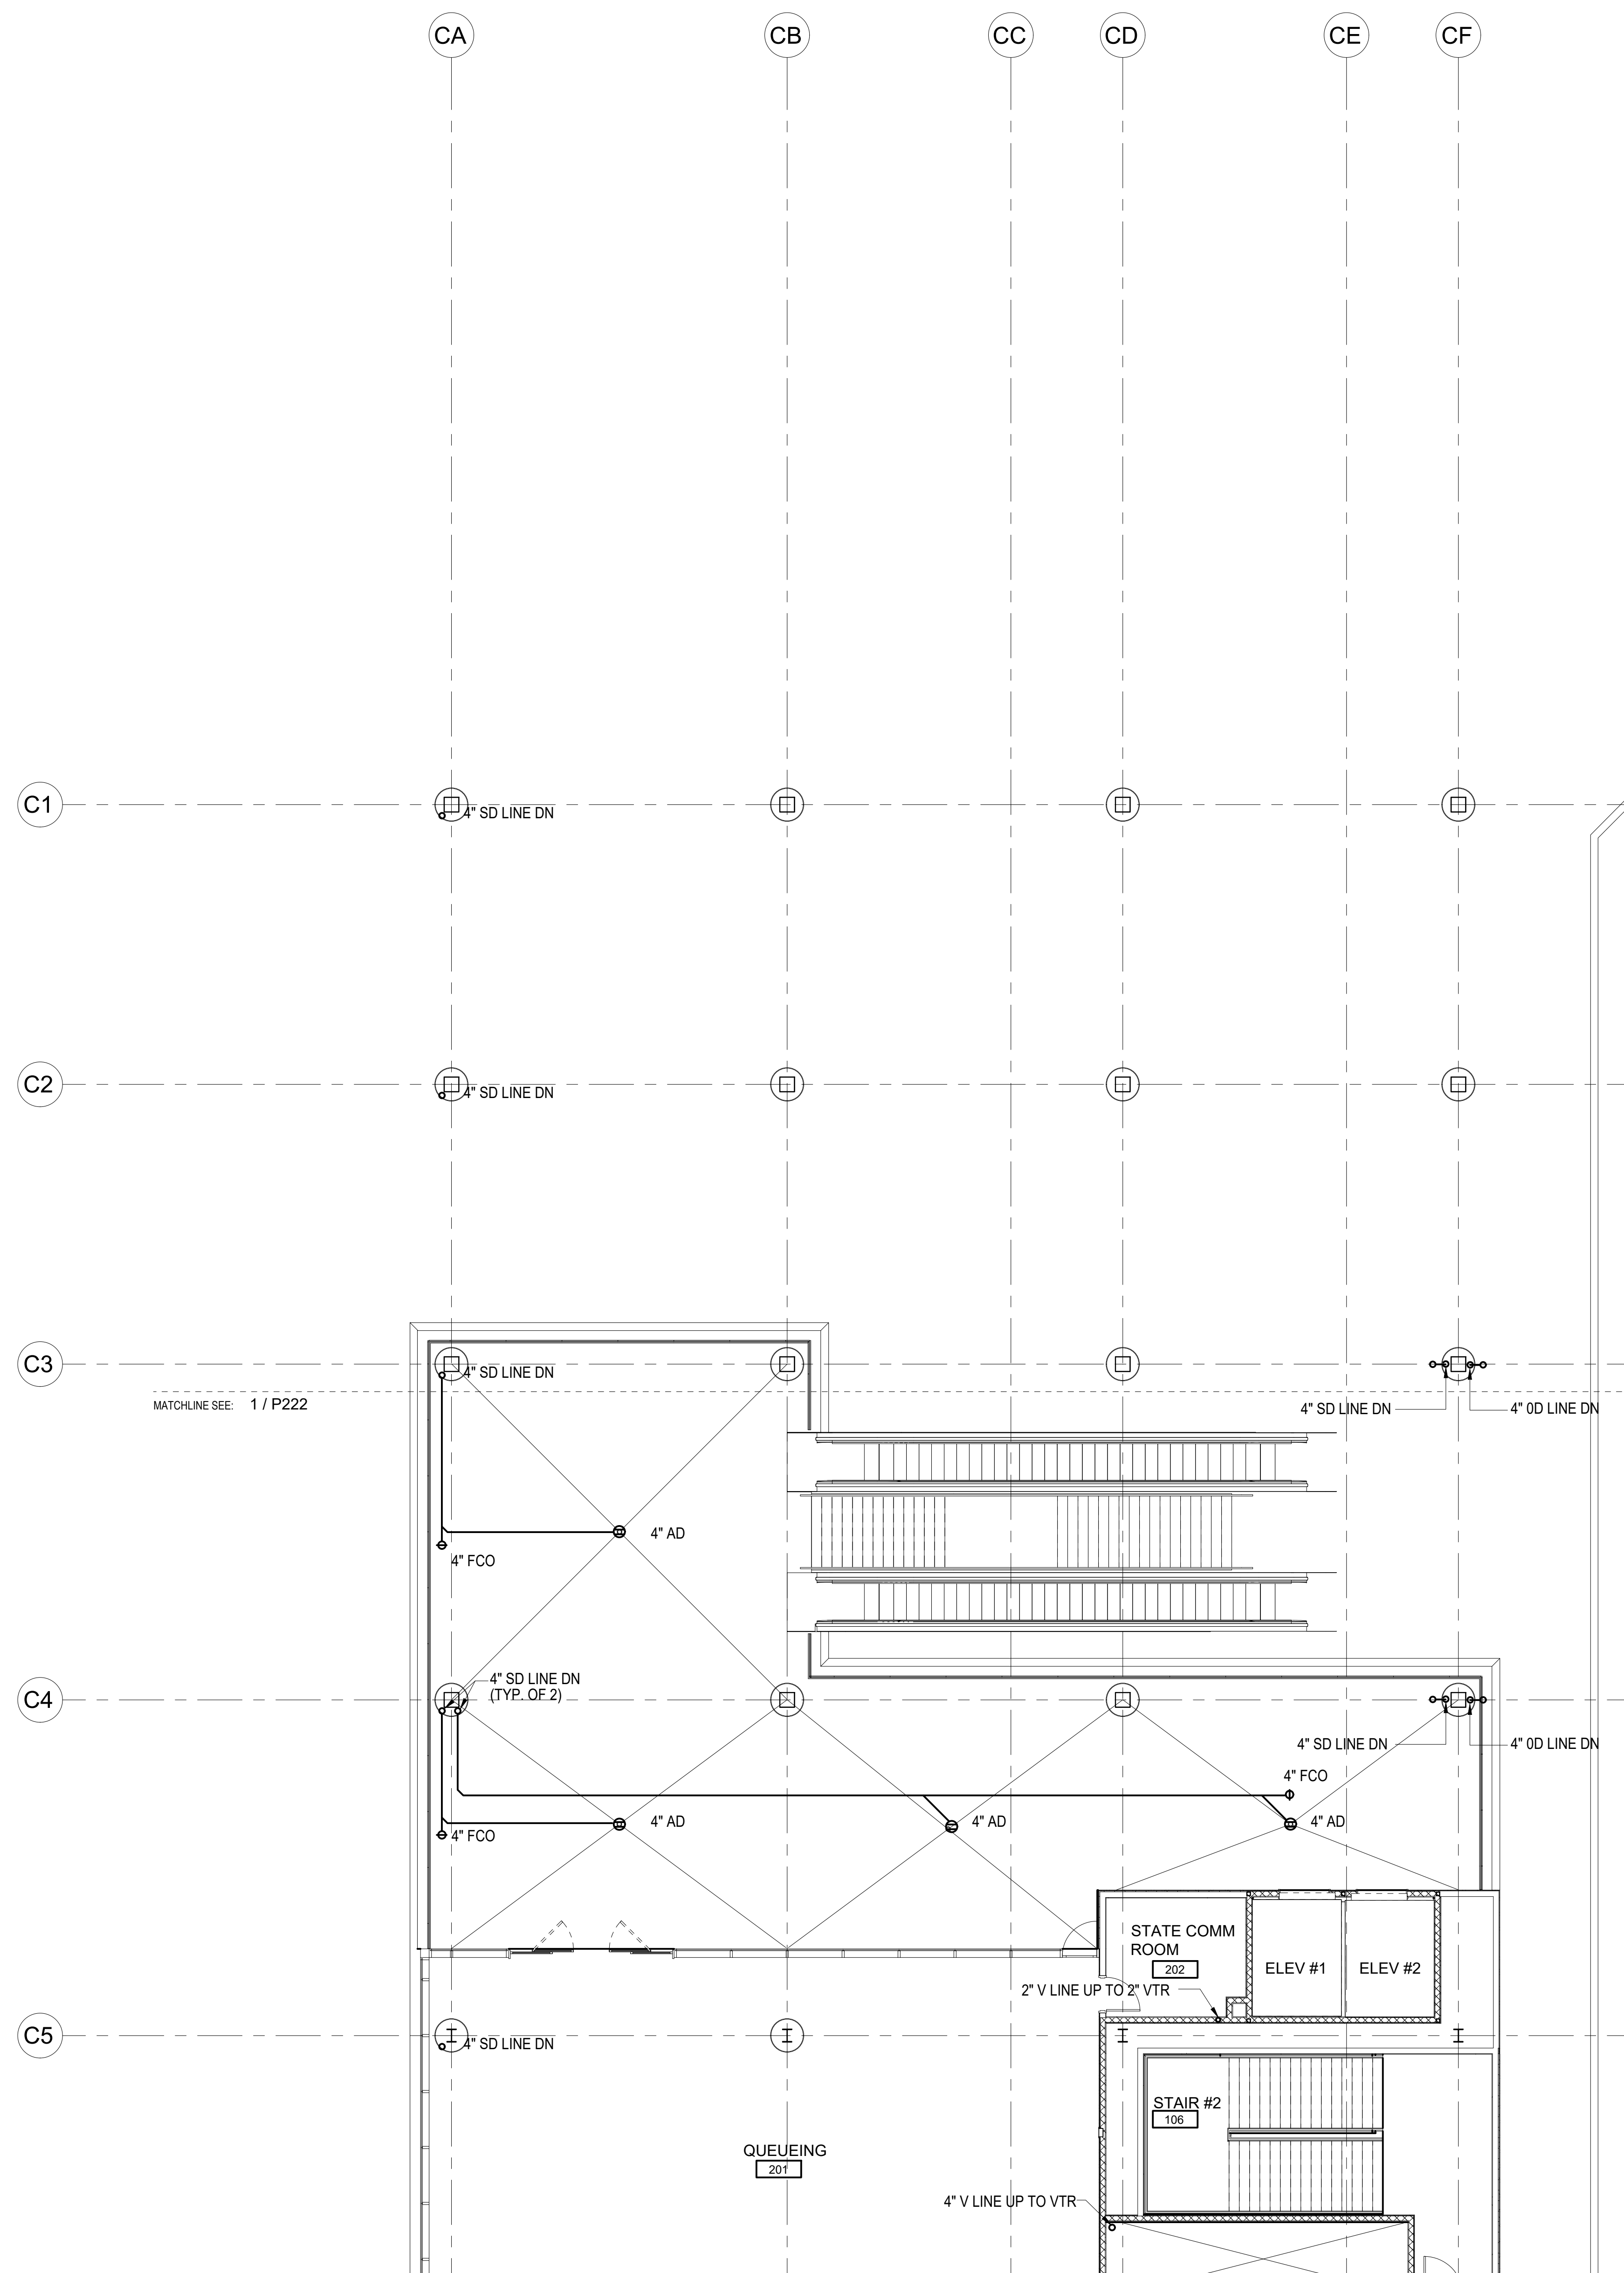 CA
CB
CC
CD
CE
CF
C1
4" SD LINE DN
C2
4" SD LINE DN
C3
4" SD LINE DN
MATCHLINE SEE: 1 / P222
4" SD LINE DN
4" 0D LINE DN
4" AD
4" FCO
4" SD LINE DN
(TYP. OF 2)
C4
4" SD LINE DN
4" 0D LINE DN
4" FCO
4" AD
4" AD
4" AD
4" FCO
STATE COMM
ROOM
202
ELEV #1
ELEV #2
2" V LINE UP TO 2" VTR
C5
4" SD LINE DN
STAIR #2
106
QUEUEING
201
4" V LINE UP TO VTR